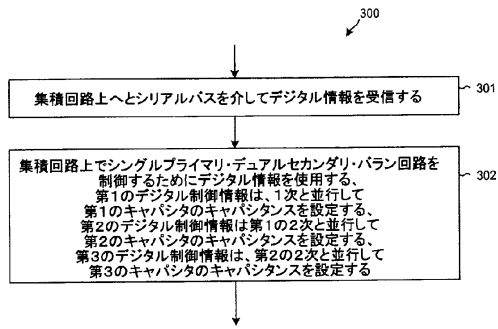 300
集積回路上へとシリアルバスを介してデジタル情報を受信する
301
集積回路上でシングルプライマリ・デュアルセカンダリ・バラン回路を
制御するためにデジタル情報を使用する、
第1のデジタル制御情報は、1次と並行して
第1のキャパシタのキャパシタンスを設定する、
第2のデジタル制御情報は第1の2次と並行して
第2のキャパシタのキャパシタンスを設定する、
第3のデジタル制御情報は、第2の2次と並行して
第3のキャパシタのキャパシタンスを設定する
302